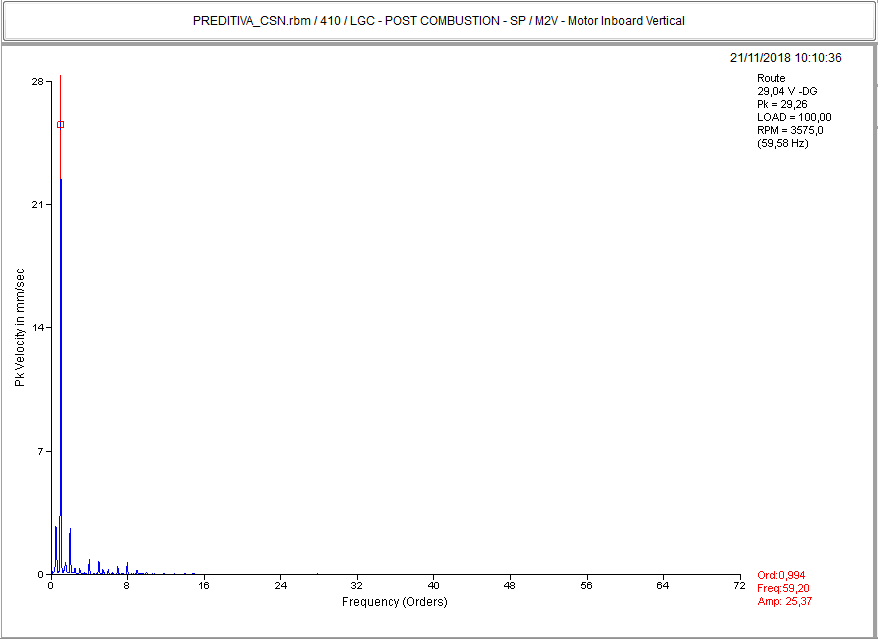 PREDITIVA_CSN.rbm / 410 / LGC - POST COMBUSTION - SP / M2V - Motor Inboard Vertical
21/11/2018 10:10:36
Route
29,04 V -DG
Pk = 29,26
LOAD = 100,00
RPM = 3575,0
(59,58 Hz)
28
21
14
7
0
Pk Velocity in mm/sec
0 8 16 24 32 40 48 56 64 72
Frequency (Orders)
Ord:0,994
Freq:59,20
Amp: 25,37